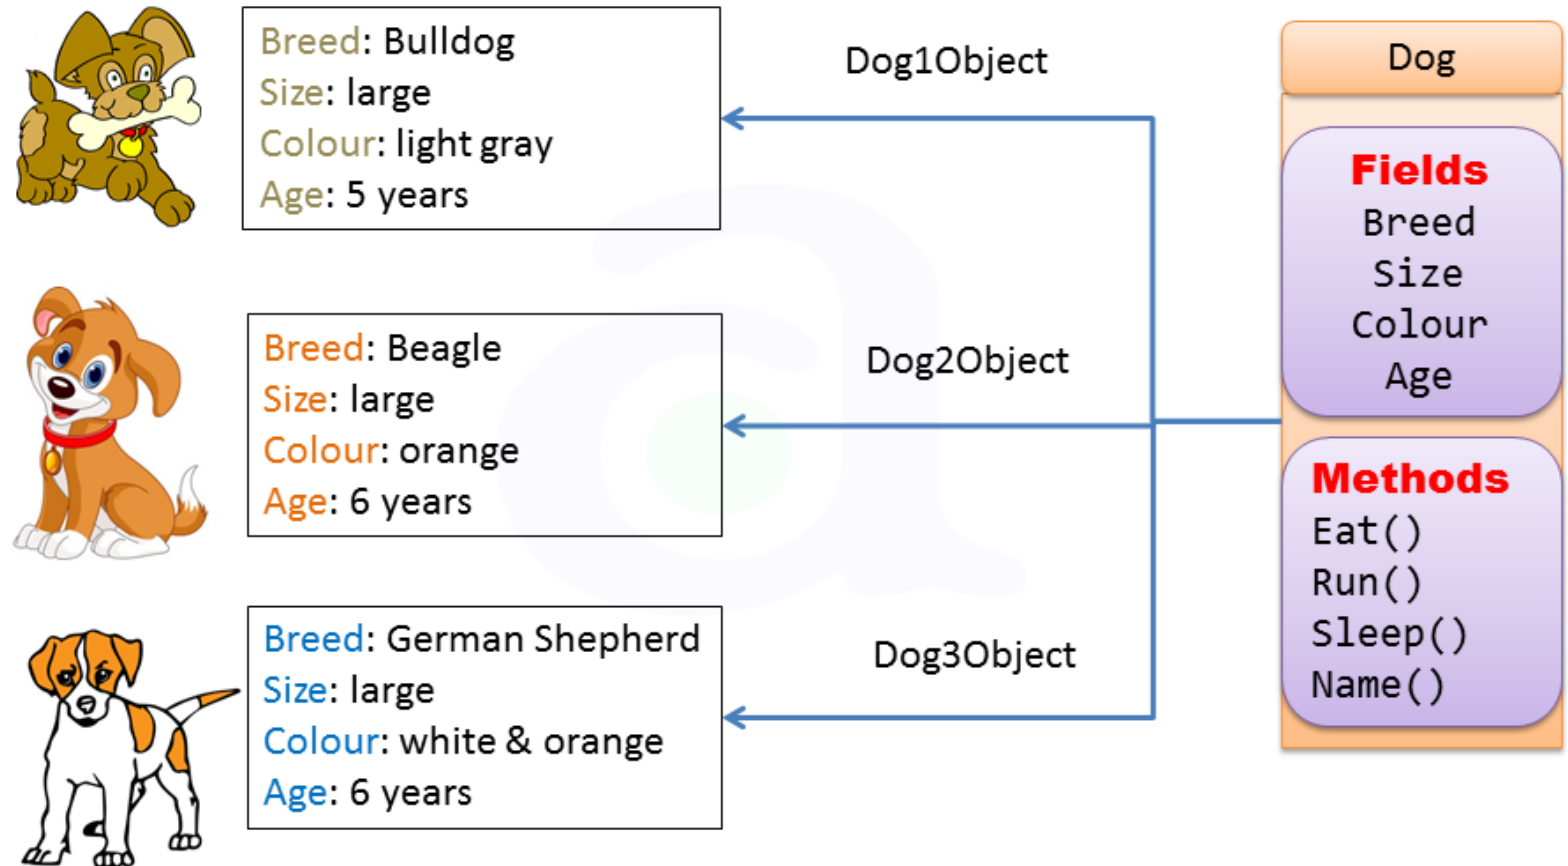 Breed: Bulldog
Size: large
Colour: light gray
Age: 5 years
Dog1Object
Breed: Beagle
Size: large
Colour: orange
Age: 6 years
Dog2Object
Breed: German Shepherd
Size: large
Colour: white & orange
Age: 6 years
Dog3Object
Dog
Fields
Breed
Size
Colour
Age
Methods
Eat()
Run()
Sleep()
Name()